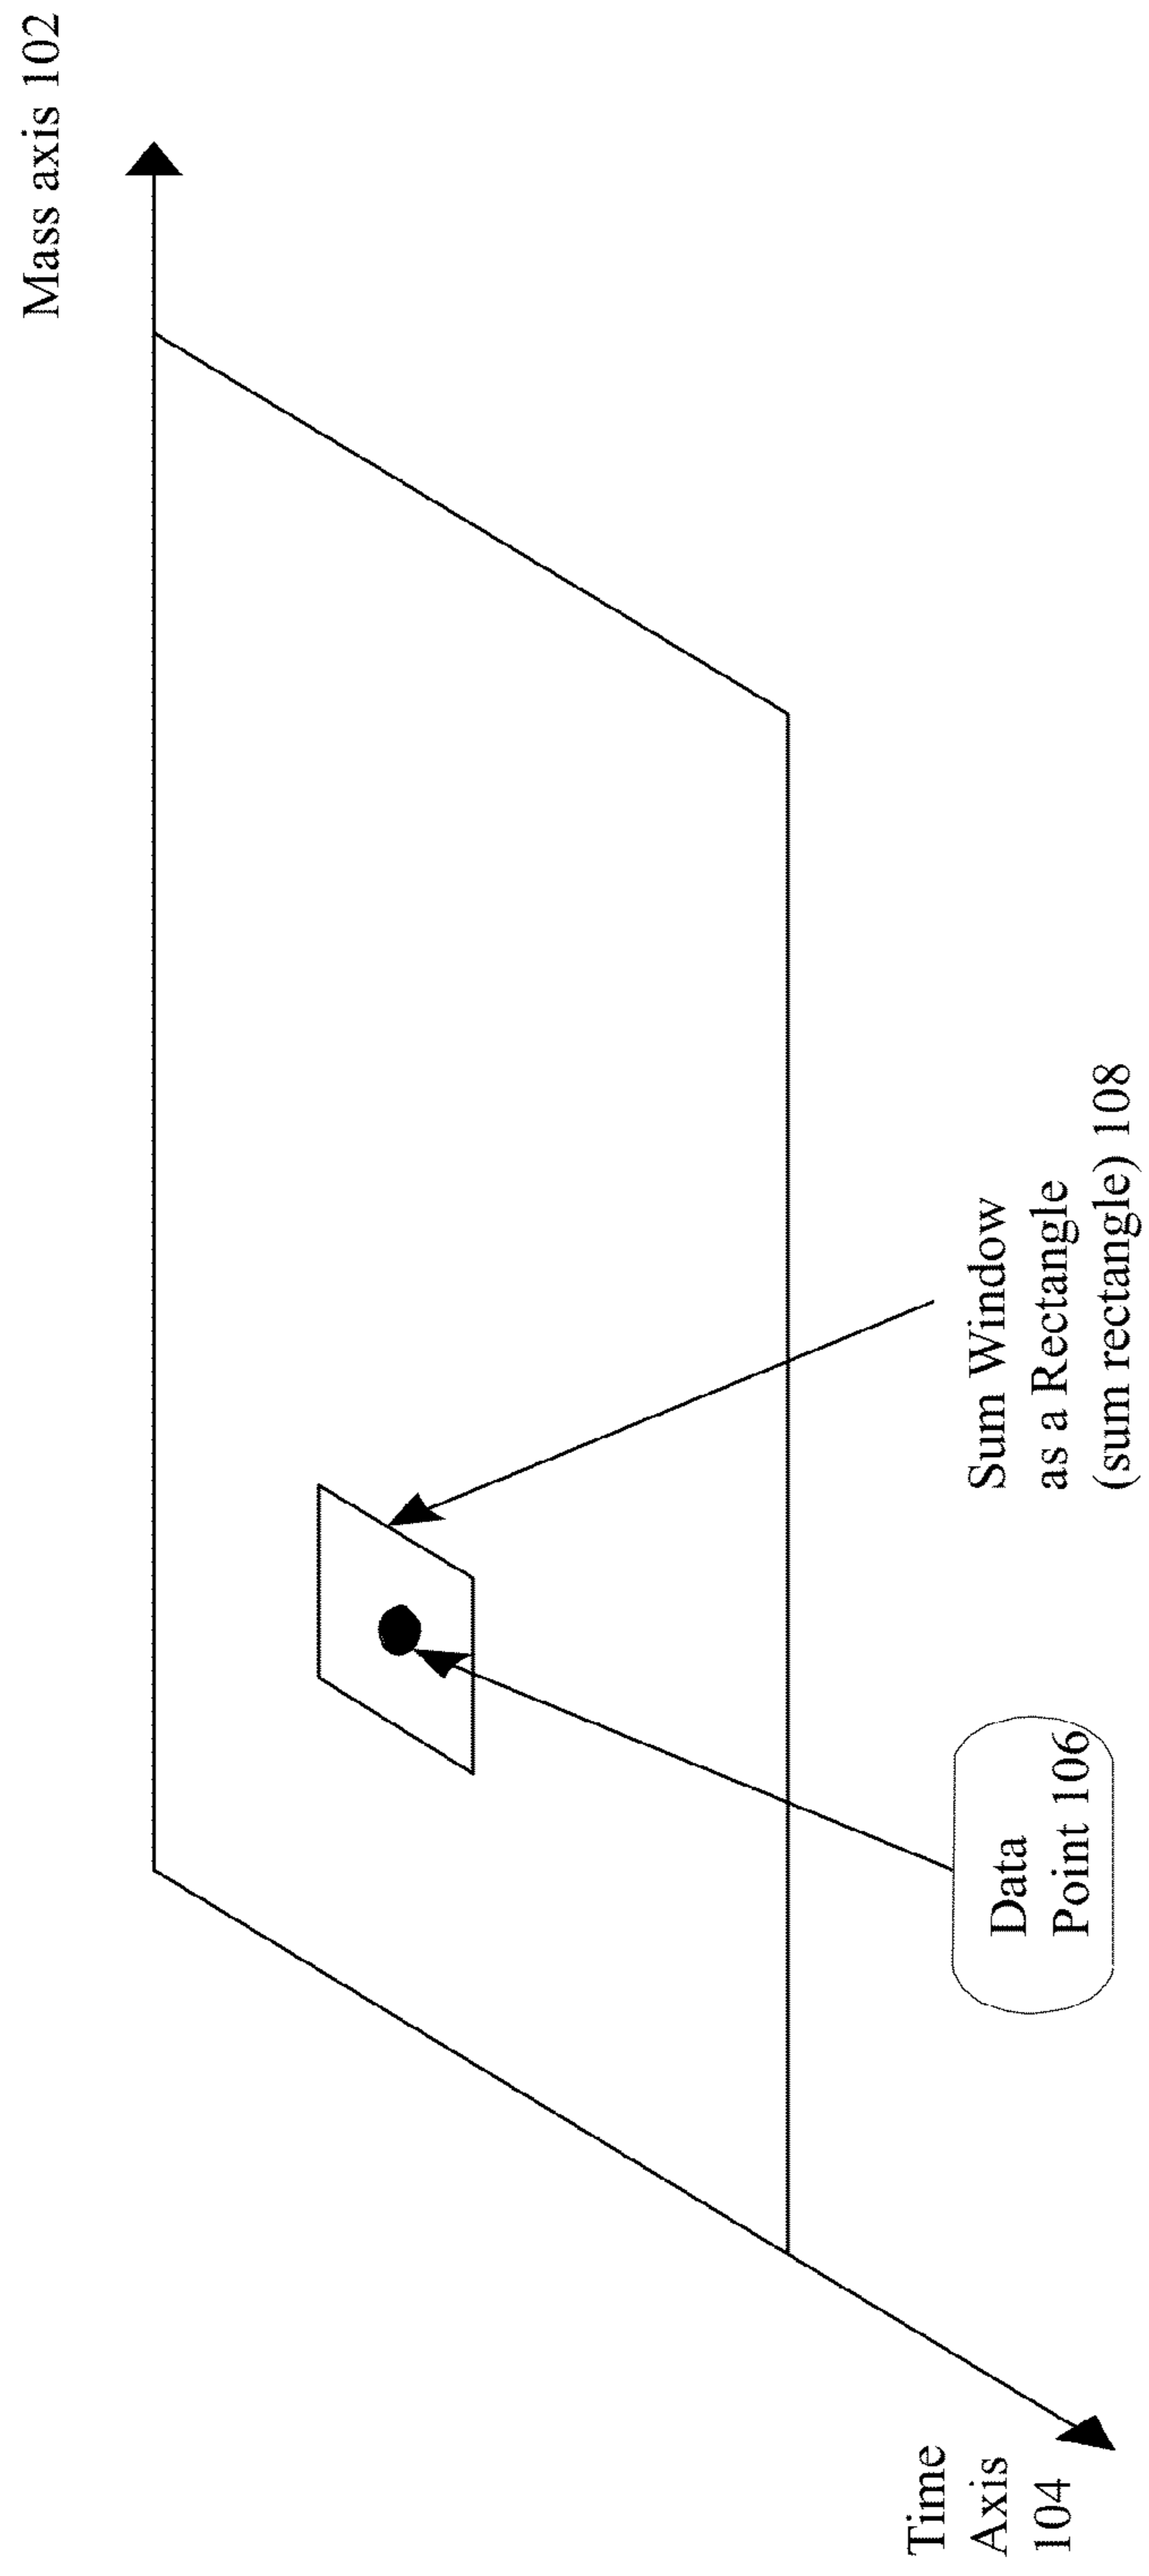 Mass axis 102
Sum Window
as a Rectangle
(sum rectangle) 108
Data
Point 106
Time
Axis
104